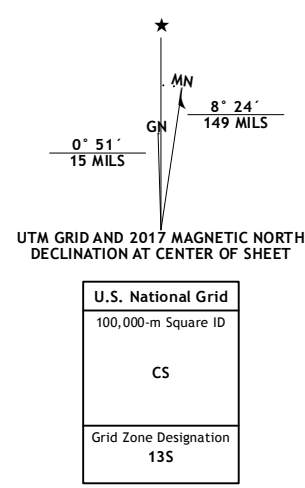 MN
8° 24´
149 MILS
GN
0° 51´
15 MILS
UTM GRID AND 2017 MAGNETIC NORTH
DECLINATION AT CENTER OF SHEET
U.S. National Grid
100,000-m Square ID
CS
Grid Zone Designation
13S